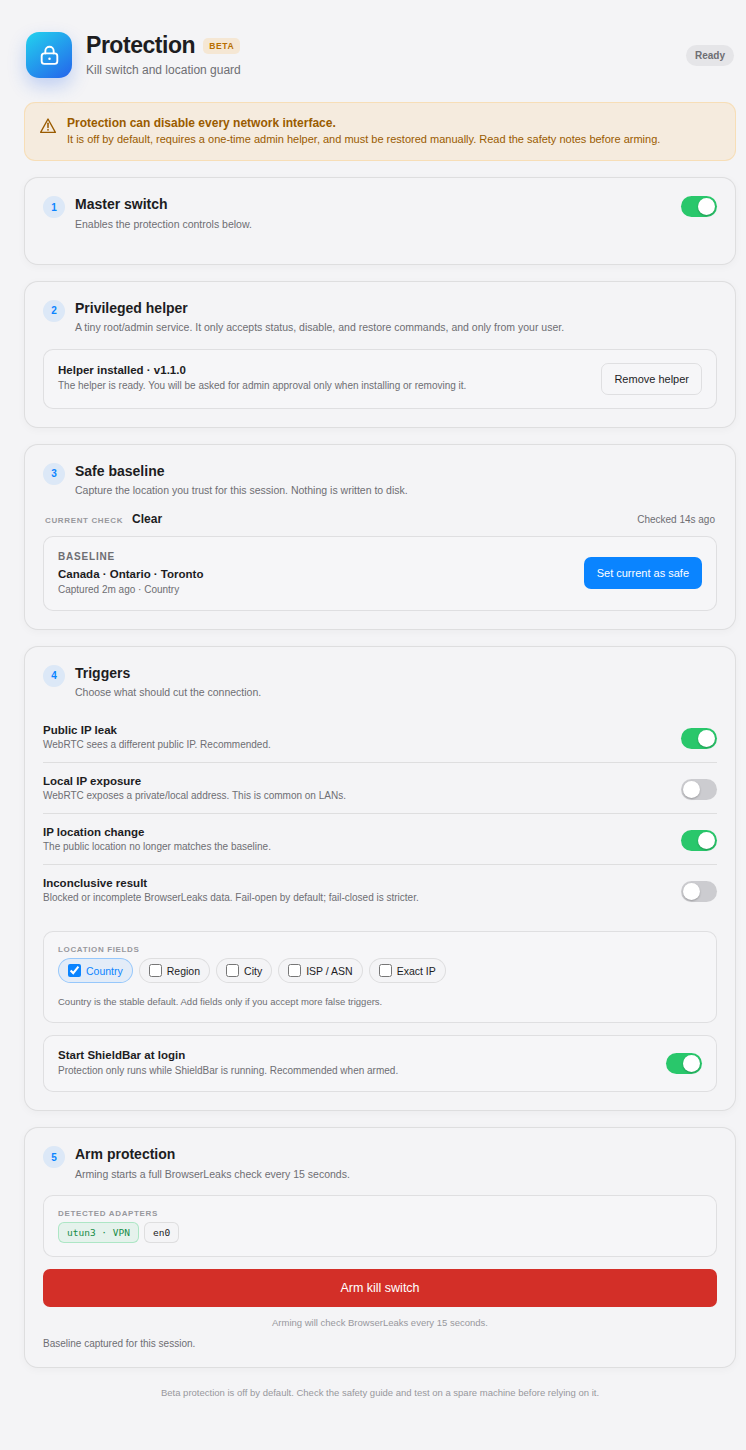 Protection BETA
Kill switch and location guard
Ready
Protection can disable every network interface.
It is off by default, requires a one-time admin helper, and must be restored manually. Read the safety notes before arming.
1 Master switch
Enables the protection controls below.
2 Privileged helper
A tiny root/admin service. It only accepts status, disable, and restore commands, and only from your user.
Helper installed · v1.1.0
The helper is ready. You will be asked for admin approval only when installing or removing it.
Remove helper
3 Safe baseline
Capture the location you trust for this session. Nothing is written to disk.
CURRENT CHECK Clear
Checked 14s ago
BASELINE
Canada · Ontario · Toronto
Captured 2m ago · Country
Set current as safe
4 Triggers
Choose what should cut the connection.
Public IP leak
WebRTC sees a different public IP. Recommended.
Local IP exposure
WebRTC exposes a private/local address. This is common on LANs.
IP location change
The public location no longer matches the baseline.
Inconclusive result
Blocked or incomplete BrowserLeaks data. Fail-open by default; fail-closed is stricter.
LOCATION FIELDS
Country Region City ISP / ASN Exact IP
Country is the stable default. Add fields only if you accept more false triggers.
Start ShieldBar at login
Protection only runs while ShieldBar is running. Recommended when armed.
5 Arm protection
Arming starts a full BrowserLeaks check every 15 seconds.
DETECTED ADAPTERS
utun3 · VPN en0
Arm kill switch
Arming will check BrowserLeaks every 15 seconds.
Baseline captured for this session.
Beta protection is off by default. Check the safety guide and test on a spare machine before relying on it.